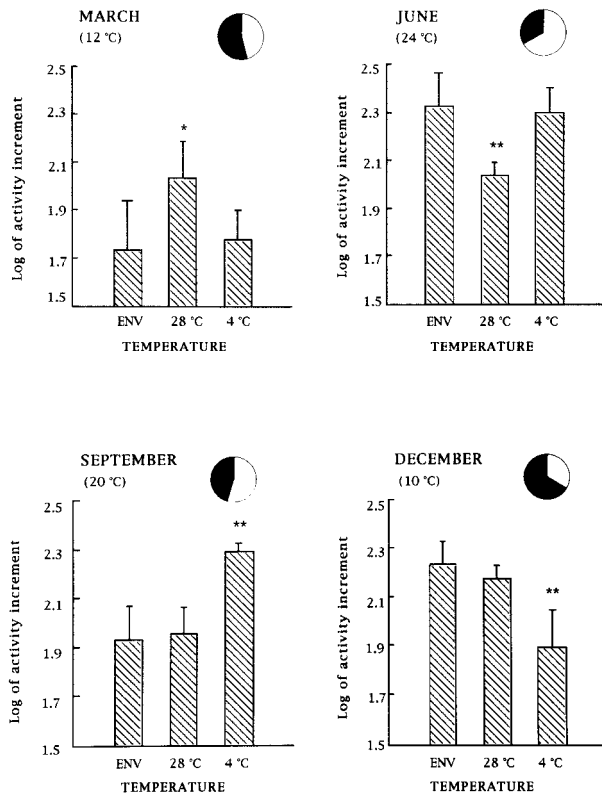 MARCH
(12 °C)
2.5
2.3
2.1
1.9
1.7
1.5
Log of activity increment
*
ENV 28 °C 4 °C
TEMPERATURE
JUNE
(24 °C)
2.5
2.3
2.1
1.9
1.7
1.5
Log of activity increment
**
ENV 28 °C 4 °C
TEMPERATURE
SEPTEMBER
(20 °C)
2.5
2.3
2.1
1.9
1.7
1.5
Log of activity increment
**
ENV 28 °C 4 °C
TEMPERATURE
DECEMBER
(10 °C)
2.5
2.3
2.1
1.9
1.7
1.5
Log of activity increment
**
ENV 28 °C 4 °C
TEMPERATURE